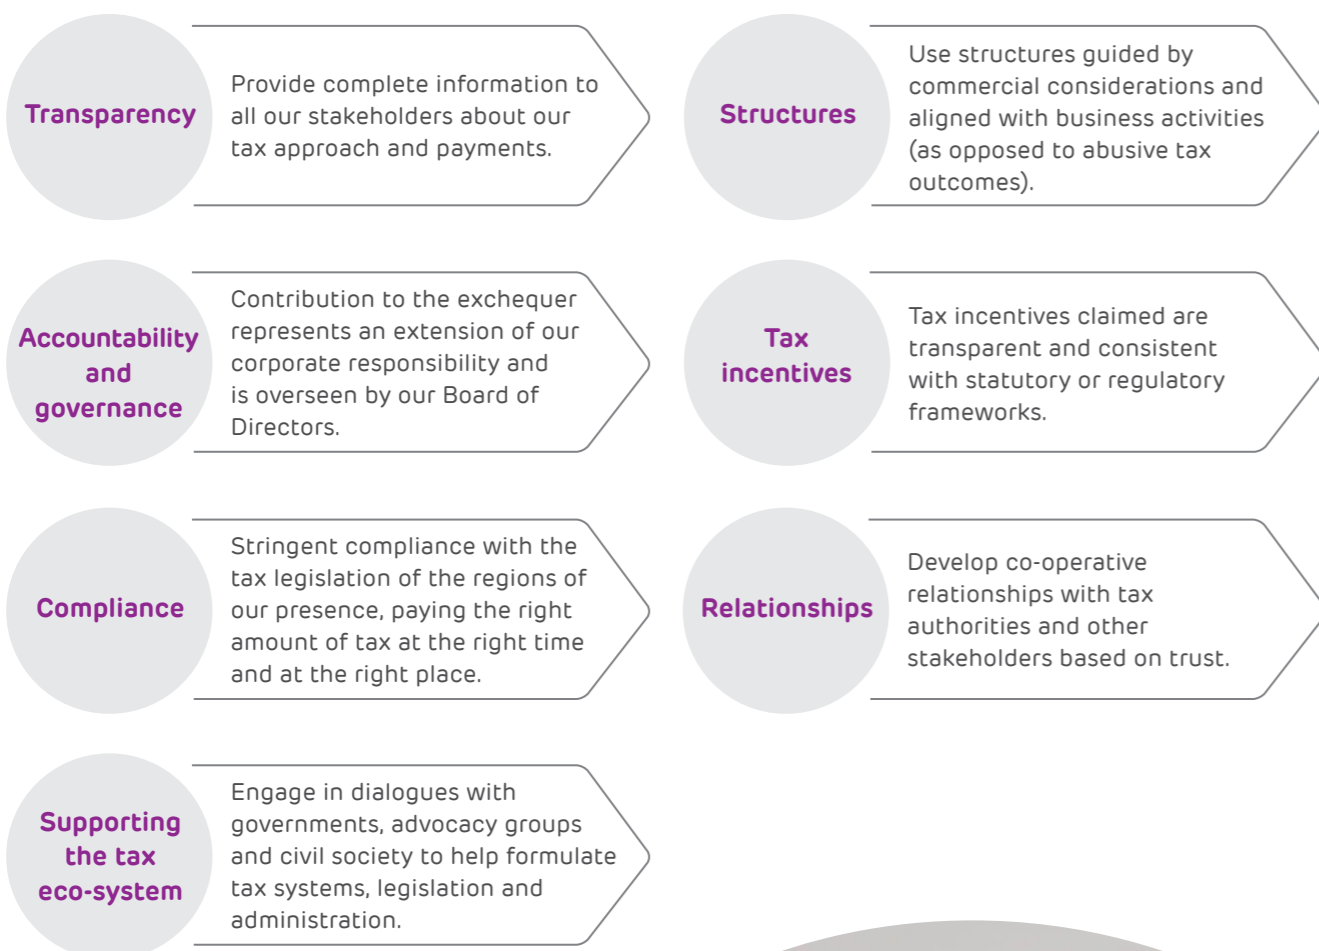 Transparency
Provide complete information to
all our stakeholders about our
tax approach and payments.
Structures
Use structures guided by
commercial considerations and
aligned with business activities
(as opposed to abusive tax
outcomes).
Accountability
and
governance
Contribution to the exchequer
represents an extension of our
corporate responsibility and
is overseen by our Board of
Directors.
Tax
incentives
Tax incentives claimed are
transparent and consistent
with statutory or regulatory
frameworks.
Compliance
Stringent compliance with the
tax legislation of the regions of
our presence, paying the right
amount of tax at the right time
and at the right place.
Relationships
Develop co-operative
relationships with tax
authorities and other
stakeholders based on trust.
Supporting
the tax
eco-system
Engage in dialogues with
governments, advocacy groups
and civil society to help formulate
tax systems, legislation and
administration.